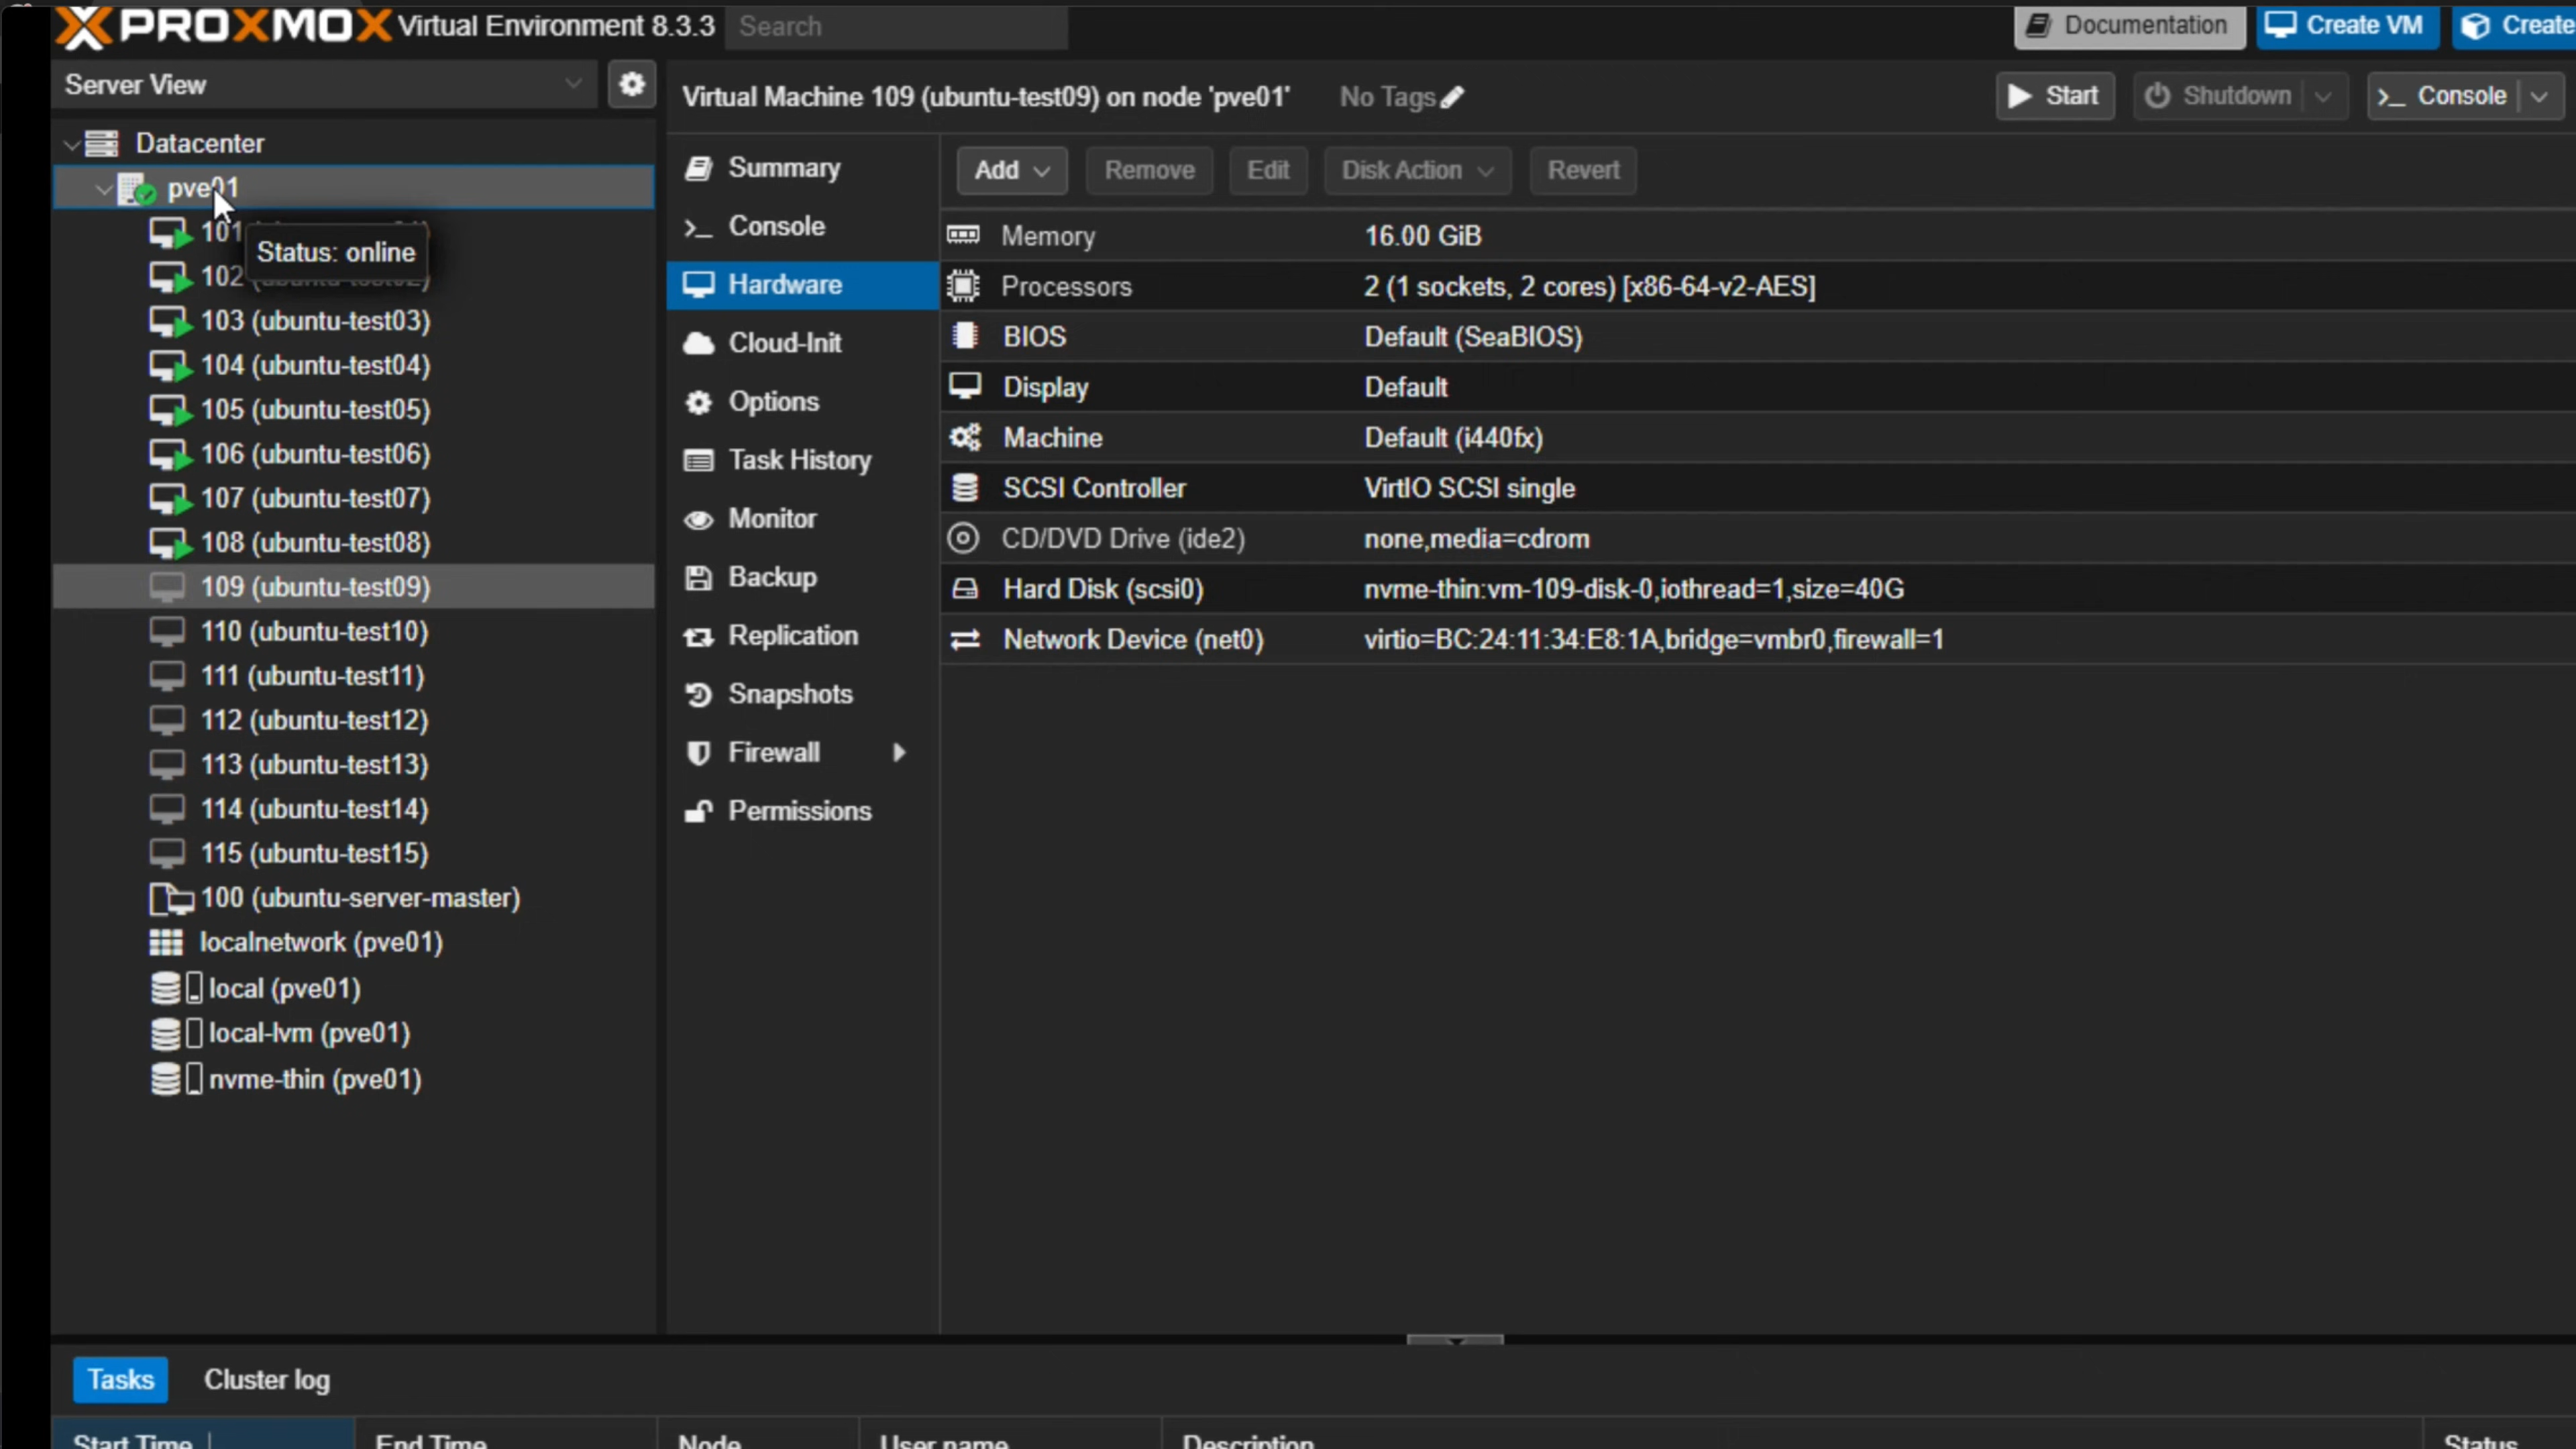 PROXMOX Virtual Environment 8.3.3 Search Documentation Create VM Create
Server View
Virtual Machine 109 (ubuntu-test09) on node 'pve01' No Tags Start Shutdown Console
Datacenter
pve01
101
Status: online
102
103 (ubuntu-test03)
104 (ubuntu-test04)
105 (ubuntu-test05)
106 (ubuntu-test06)
107 (ubuntu-test07)
108 (ubuntu-test08)
109 (ubuntu-test09)
110 (ubuntu-test10)
111 (ubuntu-test11)
112 (ubuntu-test12)
113 (ubuntu-test13)
114 (ubuntu-test14)
115 (ubuntu-test15)
100 (ubuntu-server-master)
localnetwork (pve01)
local (pve01)
local-lvm (pve01)
nvme-thin (pve01)
Summary
Console
Hardware
Cloud-Init
Options
Task History
Monitor
Backup
Replication
Snapshots
Firewall
Permissions
Add Remove Edit Disk Action Revert
Memory 16.00 GiB
Processors 2 (1 sockets, 2 cores) [x86-64-v2-AES]
BIOS Default (SeaBIOS)
Display Default
Machine Default (i440fx)
SCSI Controller VirtIO SCSI single
CD/DVD Drive (ide2) none,media=cdrom
Hard Disk (scsi0) nvme-thin:vm-109-disk-0,iothread=1,size=40G
Network Device (net0) virtio=BC:24:11:34:E8:1A,bridge=vmbr0,firewall=1
Tasks Cluster log
Start Time End Time Node User name Description Status